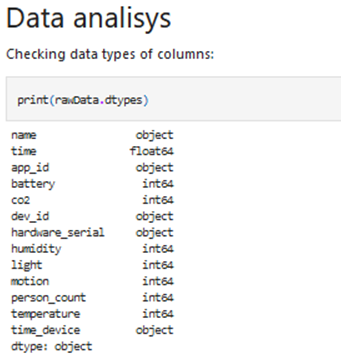 Data analisys
Checking data types of columns:
print(rawData.dtypes)
name object
time float64
app_id object
battery int64
co2 int64
dev_id object
hardware_serial object
humidity int64
light int64
motion int64
person_count int64
temperature int64
time_device object
dtype: object